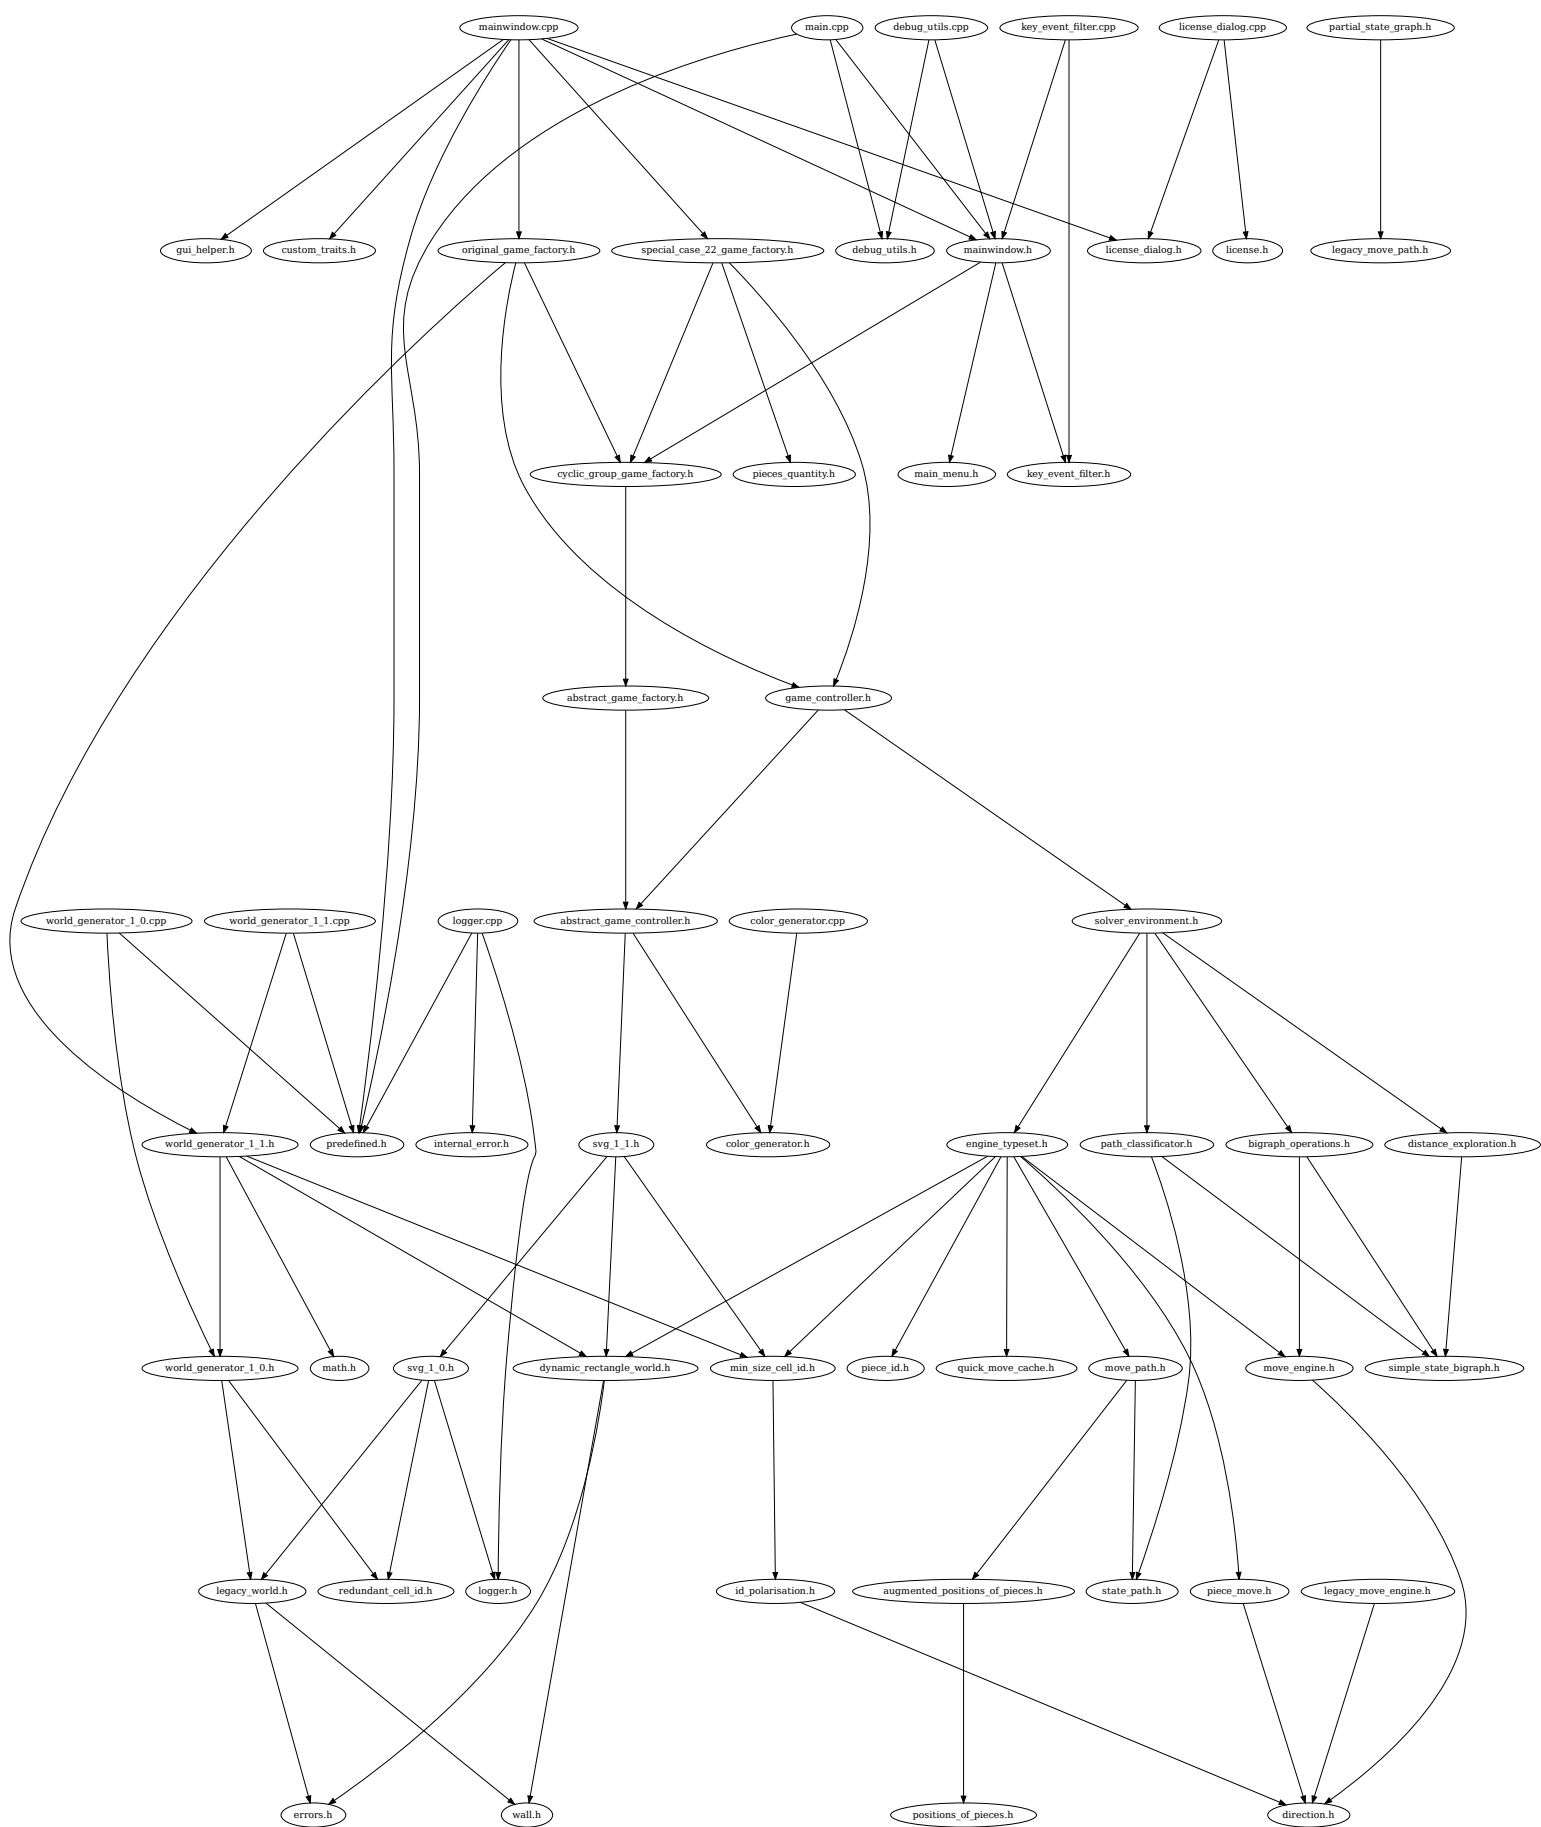 mainwindow.cpp
main.cpp
debug_utils.cpp
key_event_filter.cpp
license_dialog.cpp
partial_state_graph.h
gui_helper.h
custom_traits.h
original_game_factory.h
special_case_22_game_factory.h
debug_utils.h
mainwindow.h
license_dialog.h
license.h
legacy_move_path.h
cyclic_group_game_factory.h
pieces_quantity.h
main_menu.h
key_event_filter.h
abstract_game_factory.h
game_controller.h
world_generator_1_0.cpp
world_generator_1_1.cpp
logger.cpp
abstract_game_controller.h
color_generator.cpp
solver_environment.h
world_generator_1_1.h
predefined.h
internal_error.h
svg_1_1.h
color_generator.h
engine_typeset.h
path_classificator.h
bigraph_operations.h
distance_exploration.h
world_generator_1_0.h
math.h
svg_1_0.h
dynamic_rectangle_world.h
min_size_cell_id.h
piece_id.h
quick_move_cache.h
move_path.h
move_engine.h
simple_state_bigraph.h
legacy_world.h
redundant_cell_id.h
logger.h
id_polarisation.h
augmented_positions_of_pieces.h
state_path.h
piece_move.h
legacy_move_engine.h
errors.h
wall.h
positions_of_pieces.h
direction.h